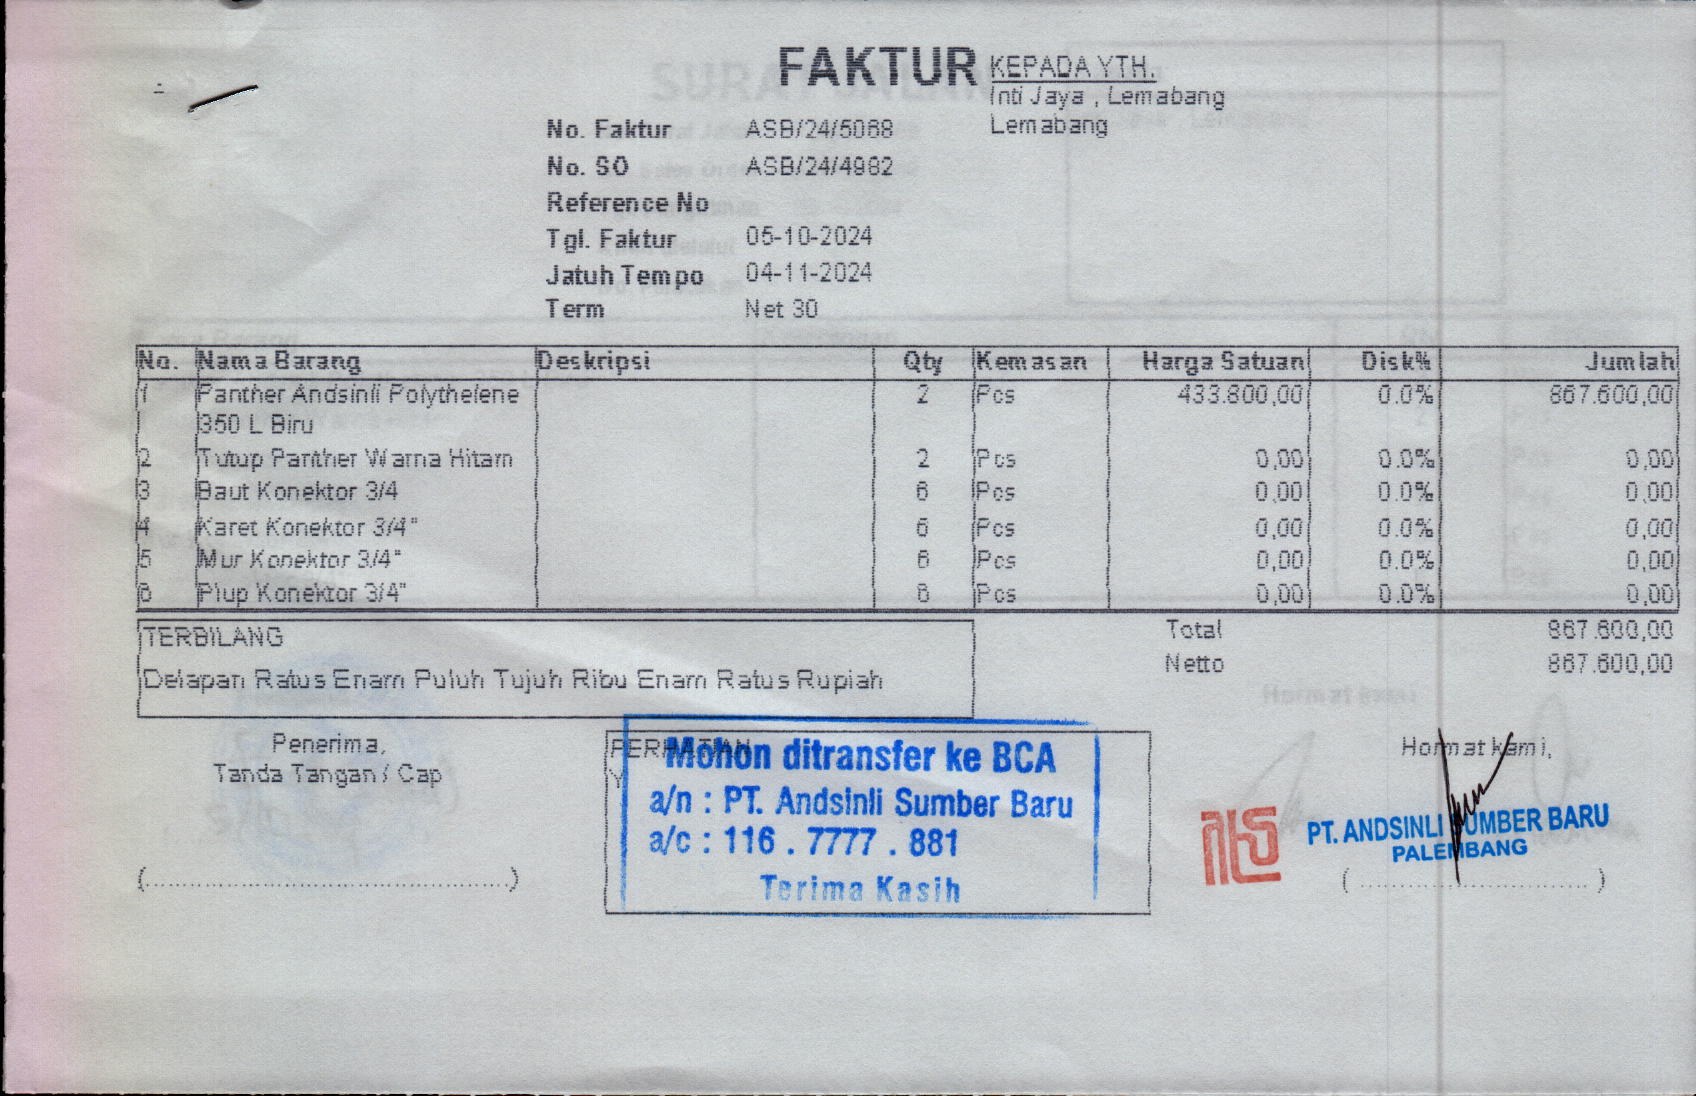 FAKTUR
KEPADA YTH.
Inti Jaya , Lemabang
Lemabang
No. Faktur ASB/24/5068
No. SO ASB/24/4982
Reference No
Tgl. Faktur 05-10-2024
Jatuh Tempo 04-11-2024
Term Net 30
No. Nama Barang Deskripsi Qty Kemasan Harga Satuan Disk% Jumlah
1 Panther Andsinli Polythelene 2 Pcs 433.800,00 0.0% 867.600,00
350 L Biru
2 Tutup Panther Warna Hitam 2 Pcs 0,00 0.0% 0,00
3 Baut Konektor 3/4 6 Pcs 0,00 0.0% 0,00
4 Karet Konektor 3/4" 6 Pcs 0,00 0.0% 0,00
5 Mur Konektor 3/4" 6 Pcs 0,00 0.0% 0,00
6 Plup Konektor 3/4" 6 Pcs 0,00 0.0% 0,00
TERBILANG
Delapan Ratus Enam Puluh Tujuh Ribu Enam Ratus Rupiah
Total 867.600,00
Netto 867.600,00
Penerima,
Tanda Tangan / Cap
(............................................)
PERHATIAN
Y
Mohon ditransfer ke BCA
a/n : PT. Andsinli Sumber Baru
a/c : 116 . 7777 . 881
Terima Kasih
Hormat kami,
PT. ANDSINLI SUMBER BARU
PALEMBANG
( ............................ )